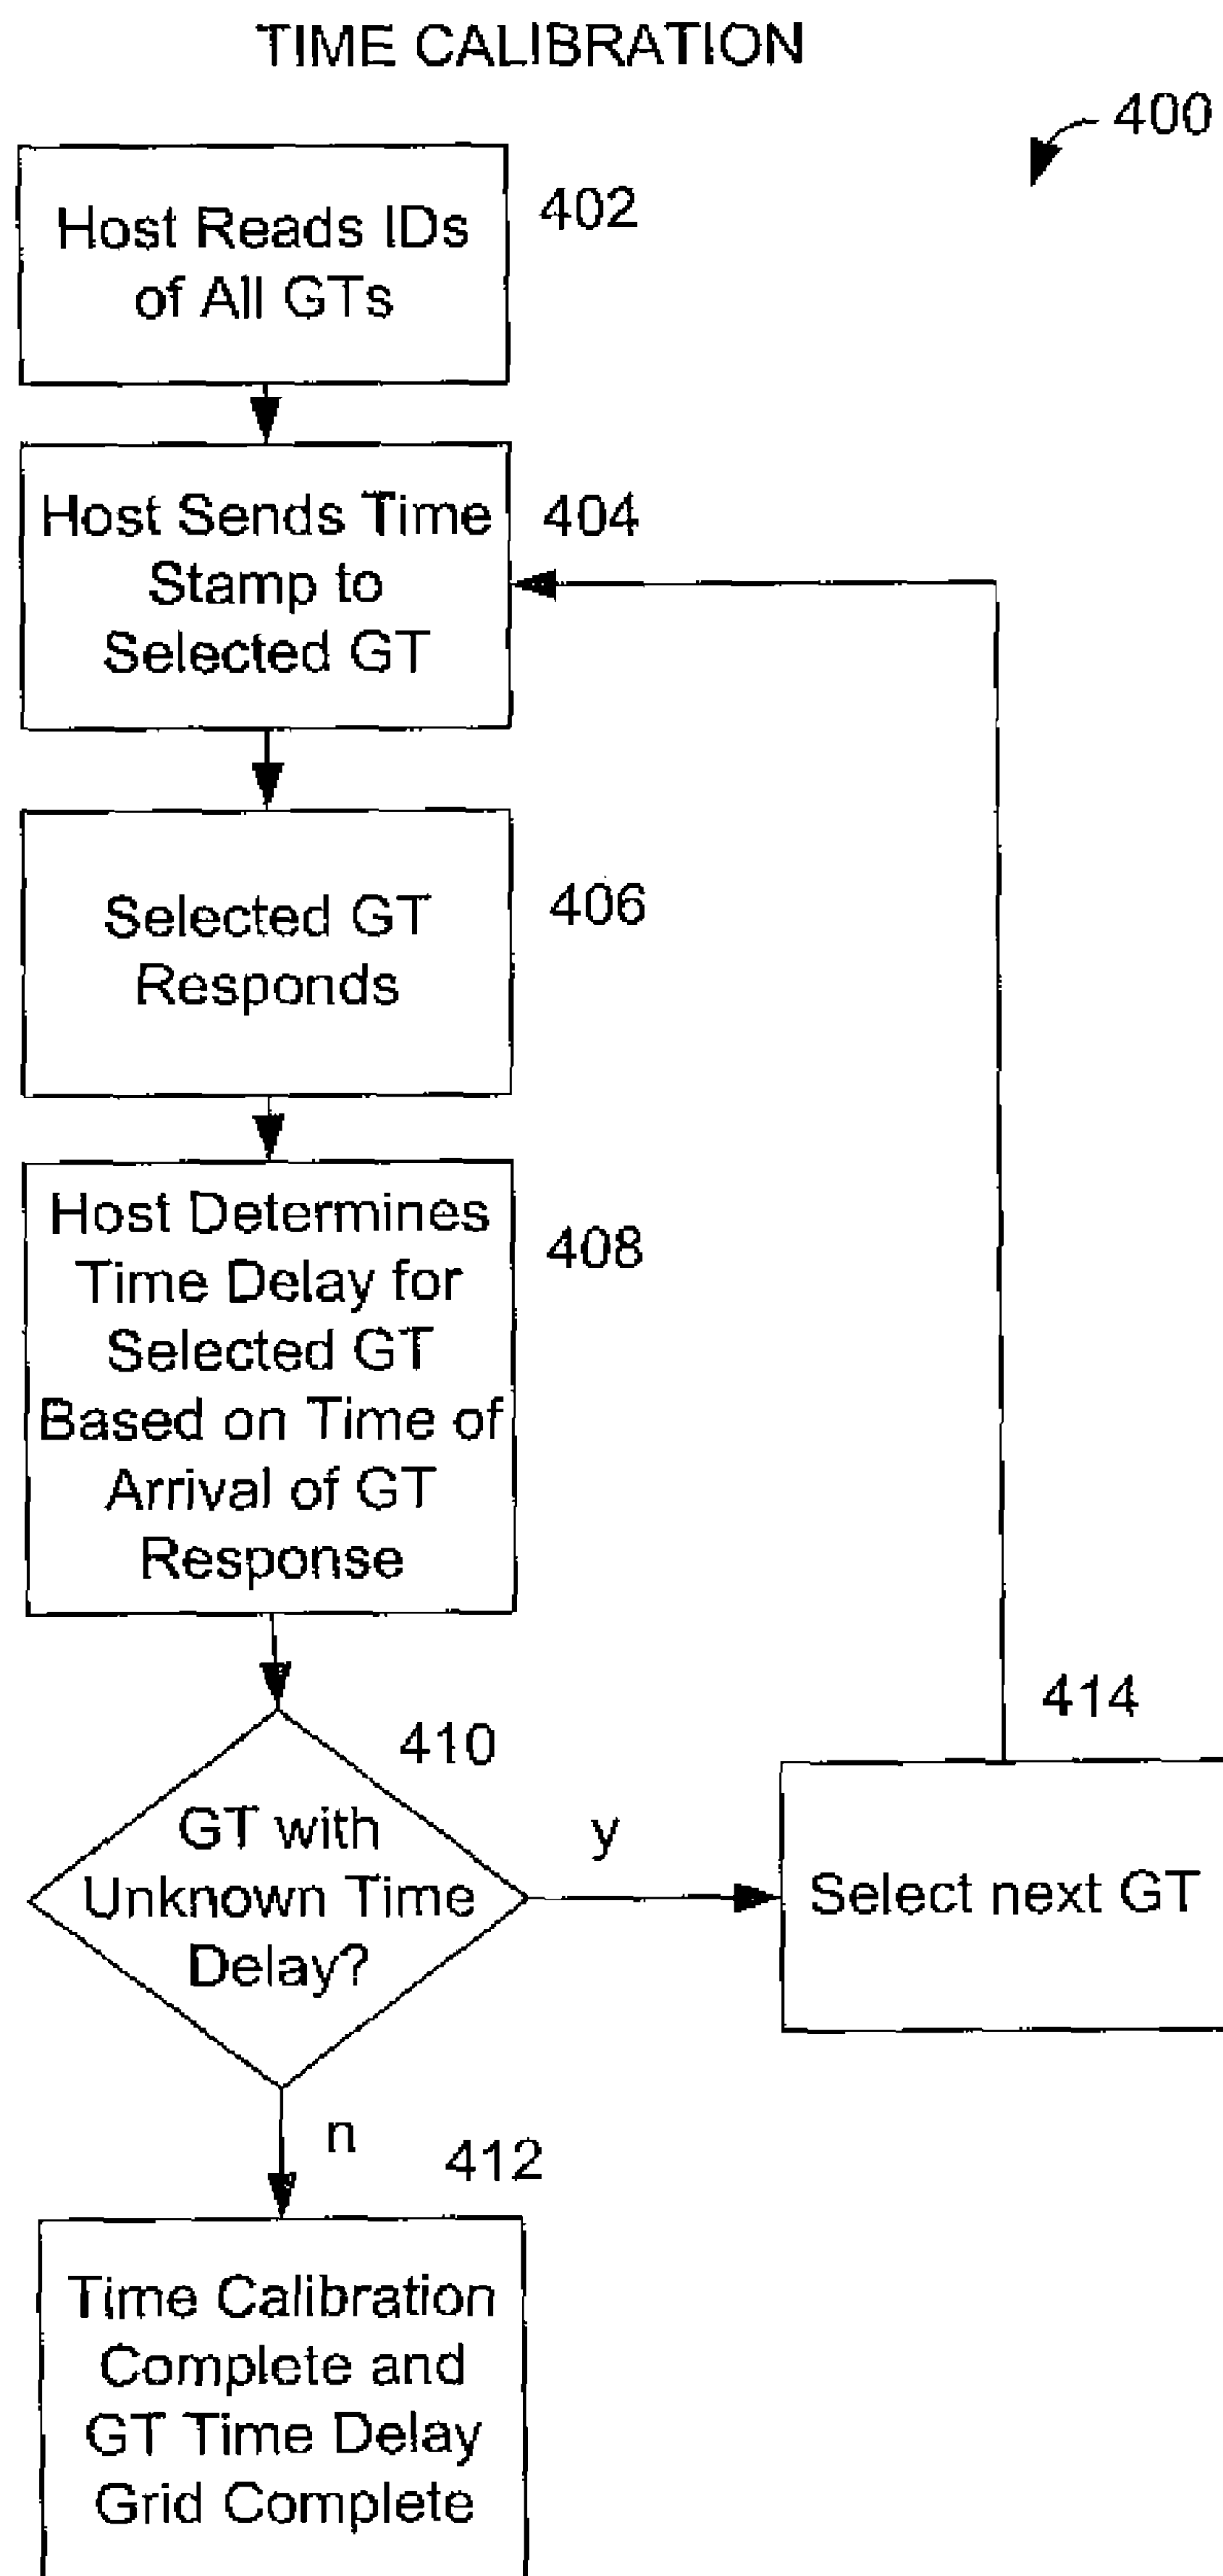 TIME CALIBRATION
400
Host Reads IDs
of All GTs
402
Host Sends Time
Stamp to
Selected GT
404
Selected GT
Responds
406
Host Determines
Time Delay for
Selected GT
Based on Time of
Arrival of GT
Response
408
GT with
Unknown Time
Delay?
410
y
414
Select next GT
n
412
Time Calibration
Complete and
GT Time Delay
Grid Complete